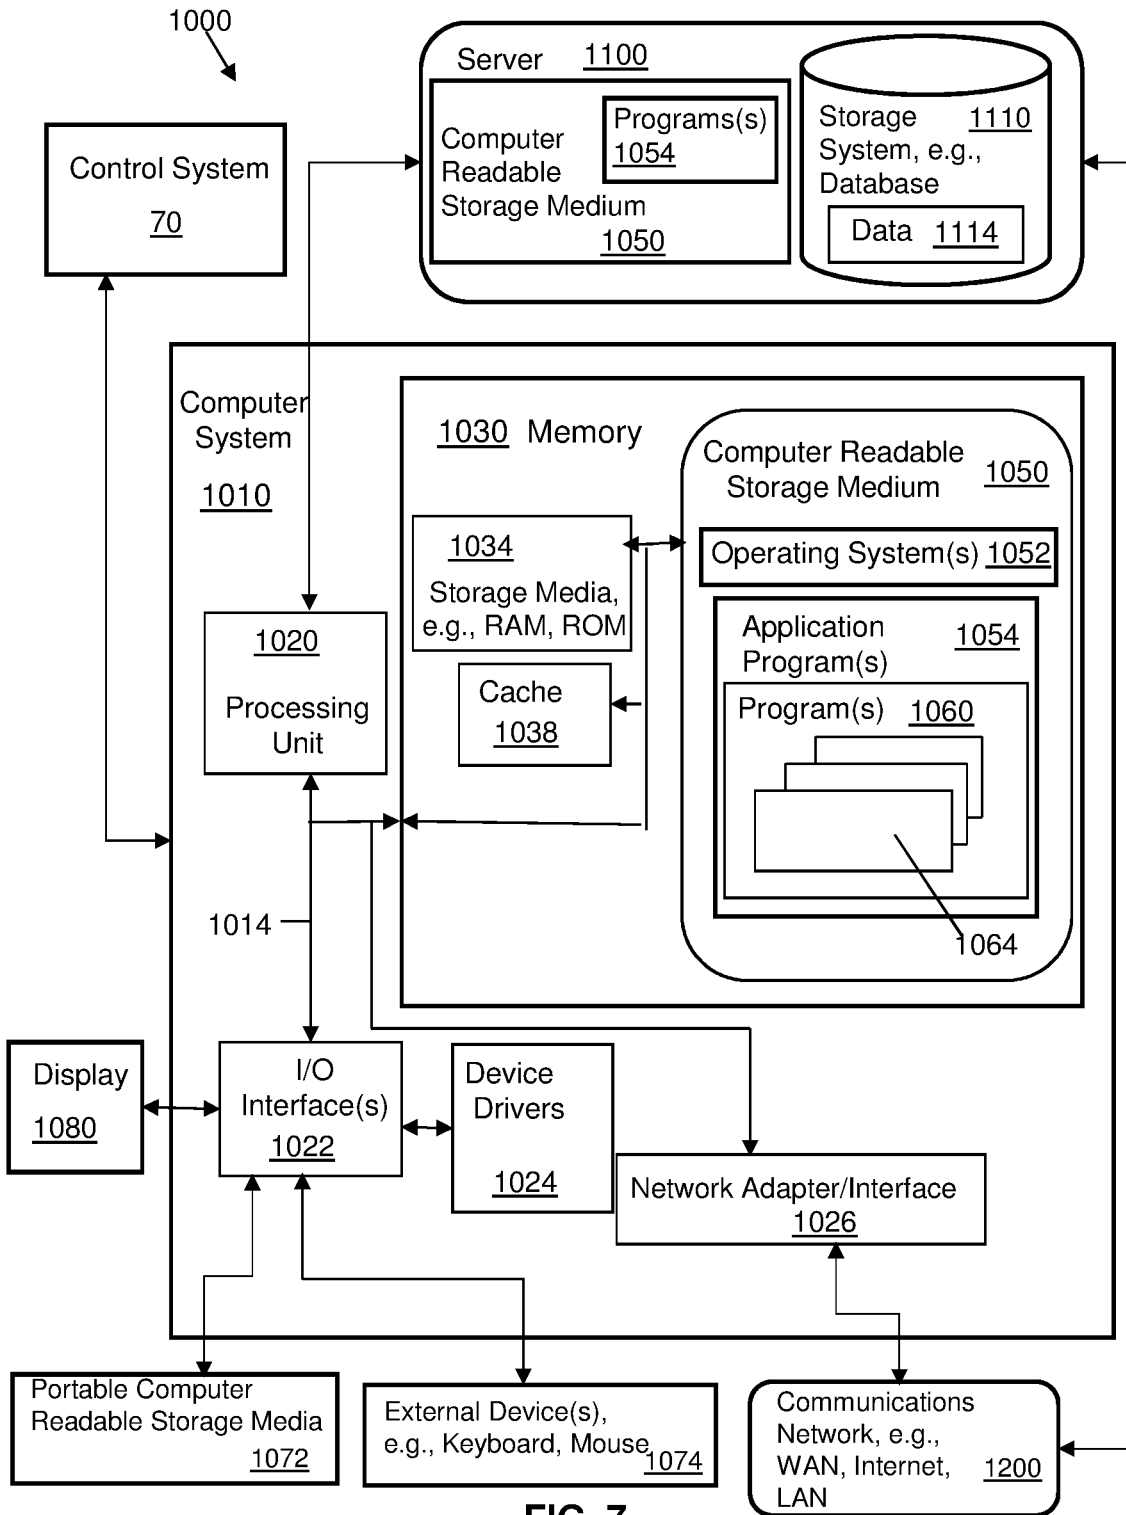 1000
Server 1100
Control System
70
Computer
Readable
Storage Medium
1050
Programs(s)
1054
Storage 1110
System, e.g.,
Database
Data 1114
Computer
System
1010
1030 Memory
Computer Readable
Storage Medium
1050
1034
Storage Media,
e.g., RAM, ROM
Operating System(s) 1052
1020
Processing
Unit
Cache
1038
Application
Program(s)
1054
Program(s) 1060
1064
1014
Display
1080
I/O
Interface(s)
1022
Device
Drivers
1024
Network Adapter/Interface
1026
Portable Computer
Readable Storage Media
1072
External Device(s),
e.g., Keyboard, Mouse
1074
Communications
Network, e.g.,
WAN, Internet,
LAN
1200
FIG. 7